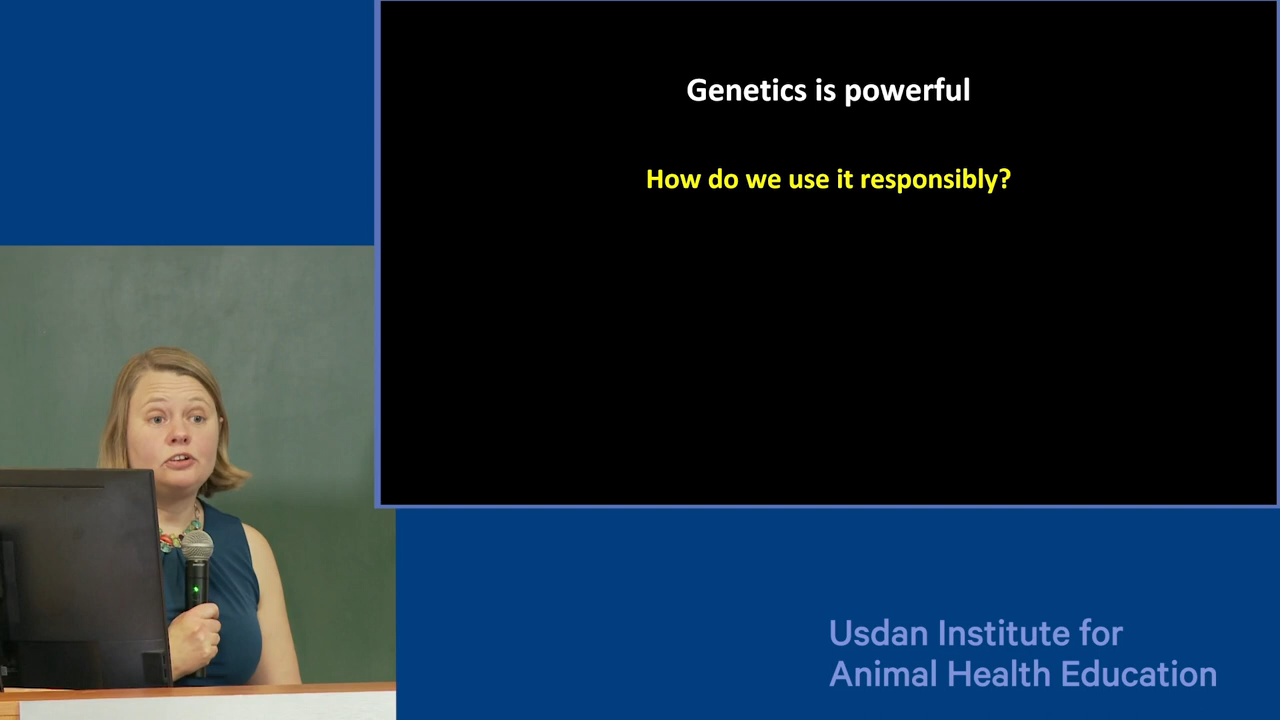 Genetics is powerful
How do we use it responsibly?
Usdan Institute for
Animal Health Education